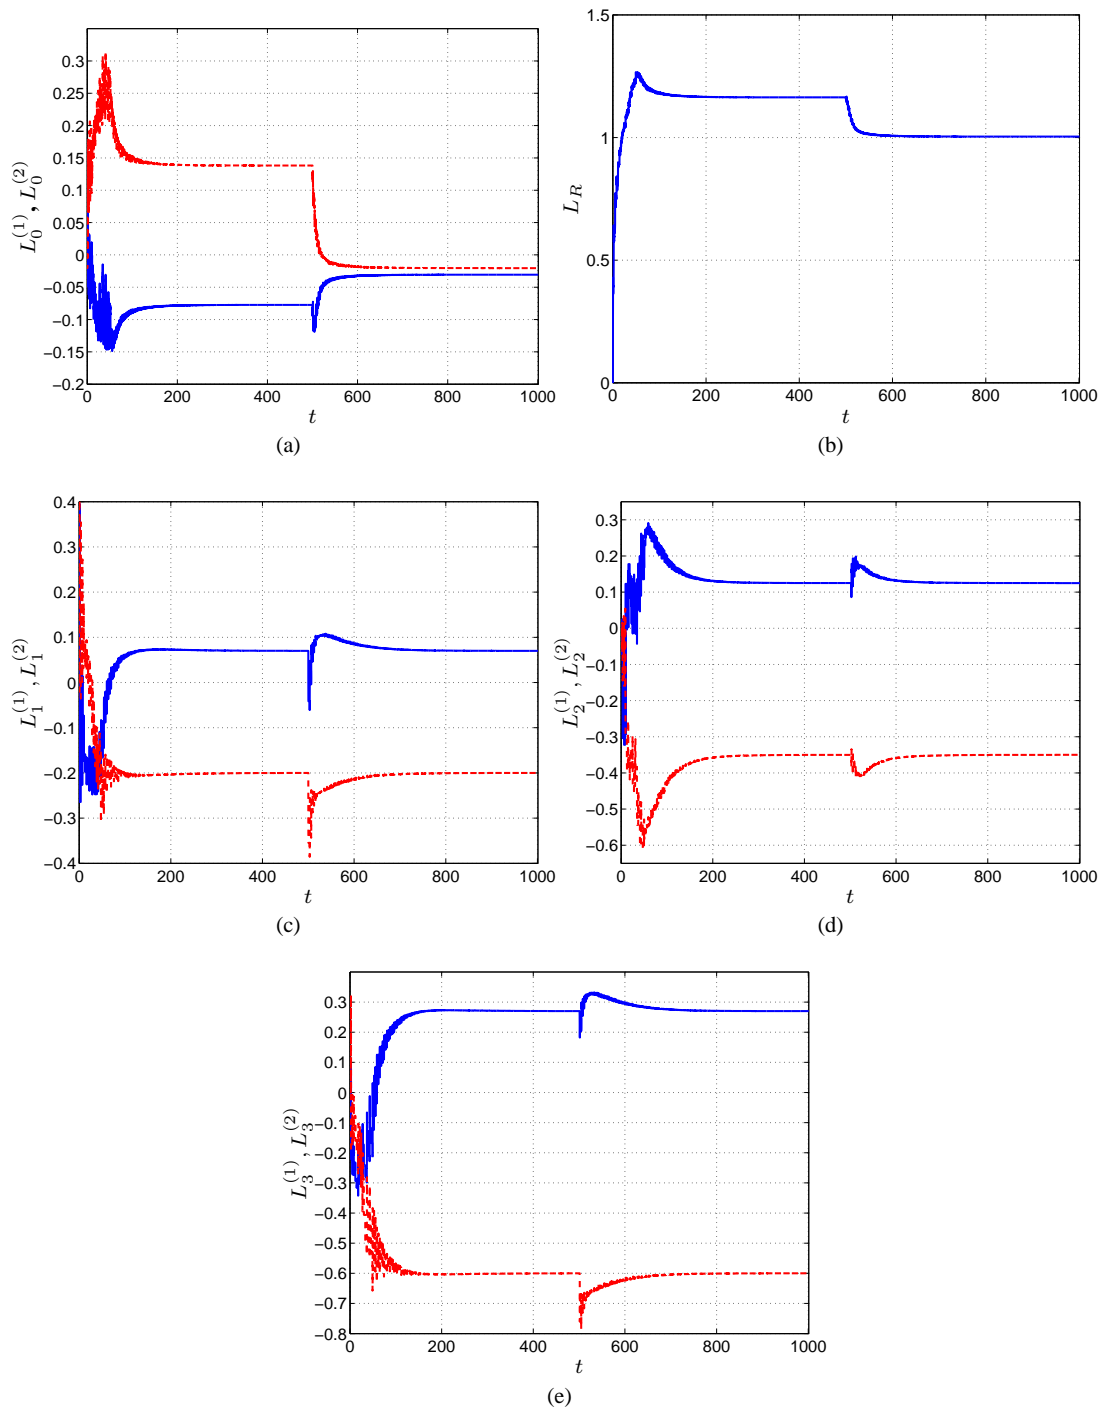 0.3
0.25
0.2
0.15
0.1
0.05
0
−0.05
−0.1
−0.15
−0.2
0 200 400 600 800 1000
L_0^{(1)}, L_0^{(2)}
t
(a)
1.5
1
0.5
0
0 200 400 600 800 1000
L_R
t
(b)
0.4
0.3
0.2
0.1
0
−0.1
−0.2
−0.3
−0.4
0 200 400 600 800 1000
L_1^{(1)}, L_1^{(2)}
t
(c)
0.3
0.2
0.1
0
−0.1
−0.2
−0.3
−0.4
−0.5
−0.6
0 200 400 600 800 1000
L_2^{(1)}, L_2^{(2)}
t
(d)
0.3
0.2
0.1
0
−0.1
−0.2
−0.3
−0.4
−0.5
−0.6
−0.7
−0.8
0 200 400 600 800 1000
L_3^{(1)}, L_3^{(2)}
t
(e)